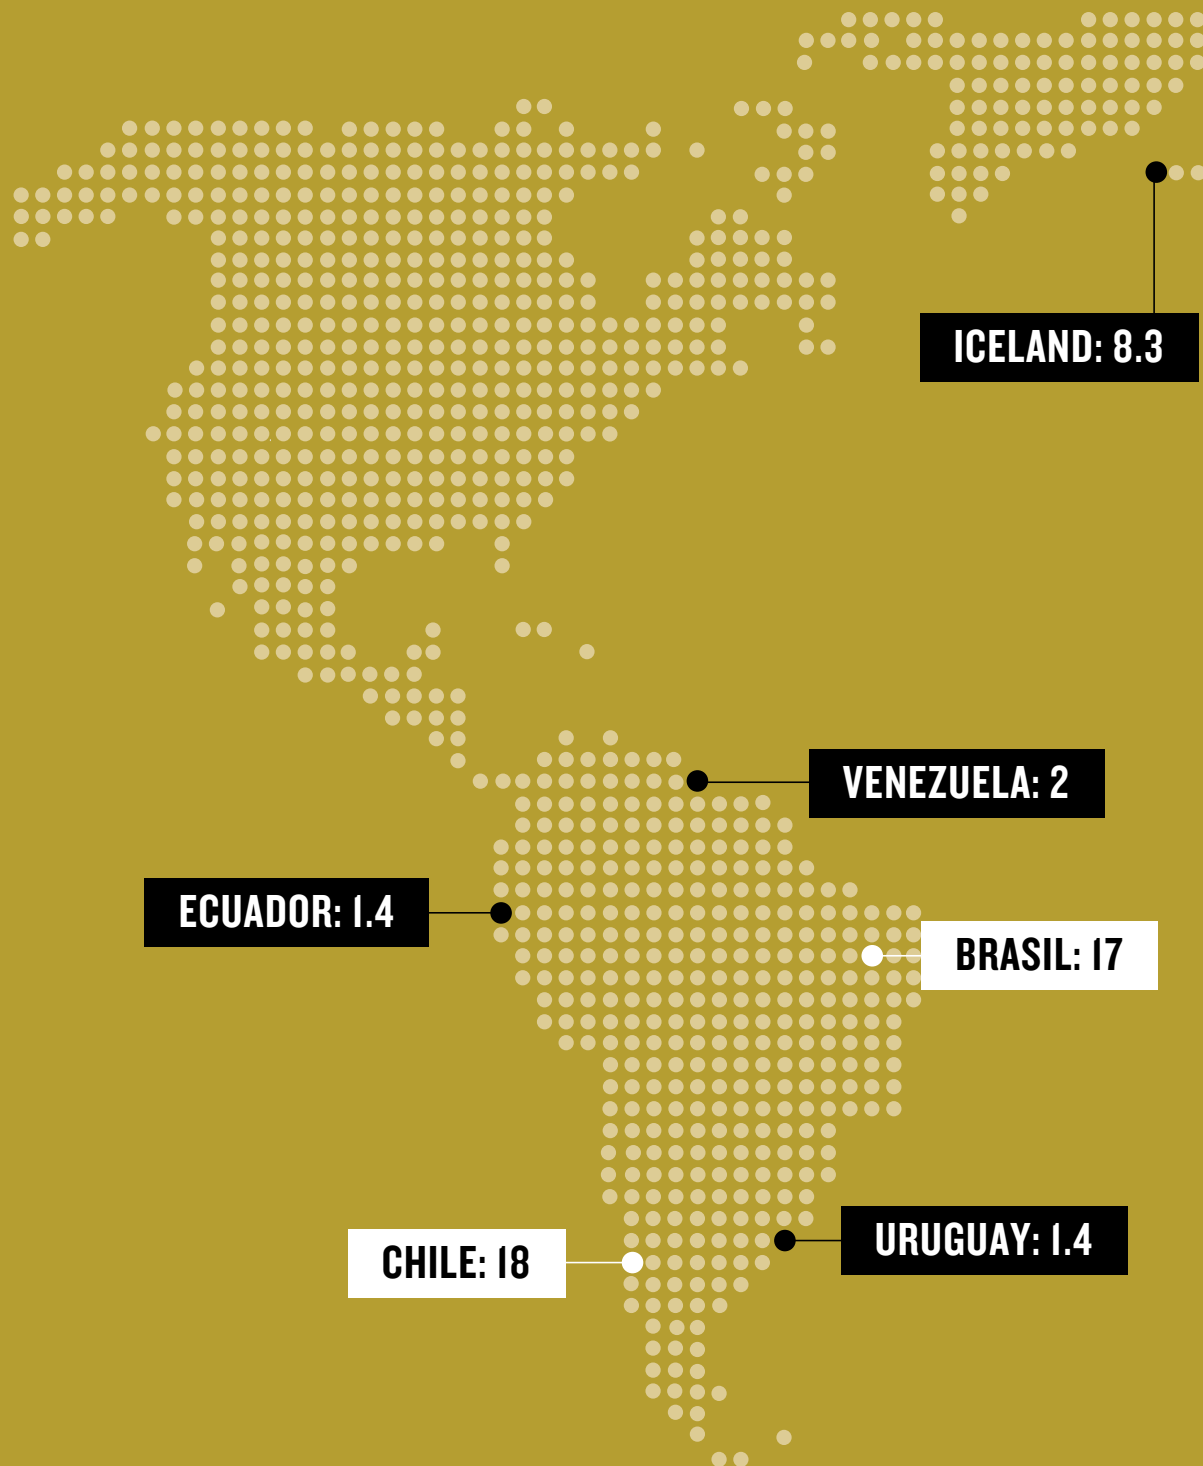 ICELAND: 8.3
VENEZUELA: 2
ECUADOR: 1.4
BRASIL: 17
URUGUAY: 1.4
CHILE: 18